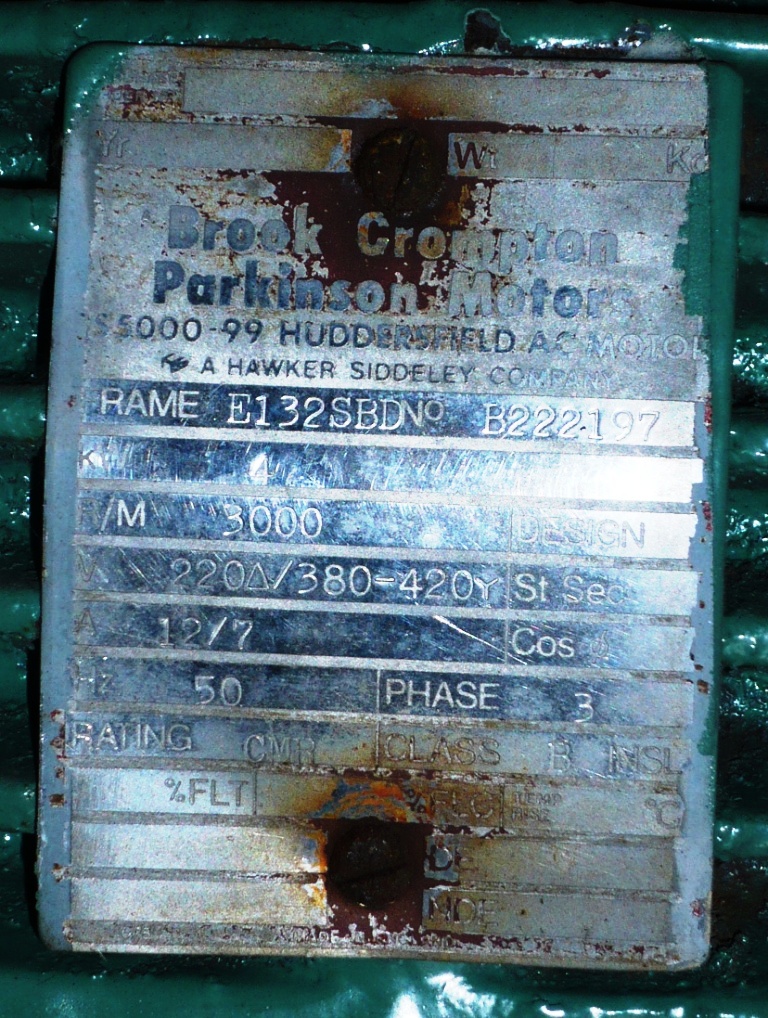 Yr Wt Kg
Brook Crompton
Parkinson Motors
S5000-99 HUDDERSFIELD AC MOTOR
A HAWKER SIDDELEY COMPANY
RAME E132SBD No B222197
K 4
/M 3000 DESIGN
V 220Δ/380-420Y St Sec
A 12/7 Cos ϕ
Hz 50 PHASE 3
RATING CMR CLASS B INSL
%FLT FLC TEMP RISE °C
DE
NDE